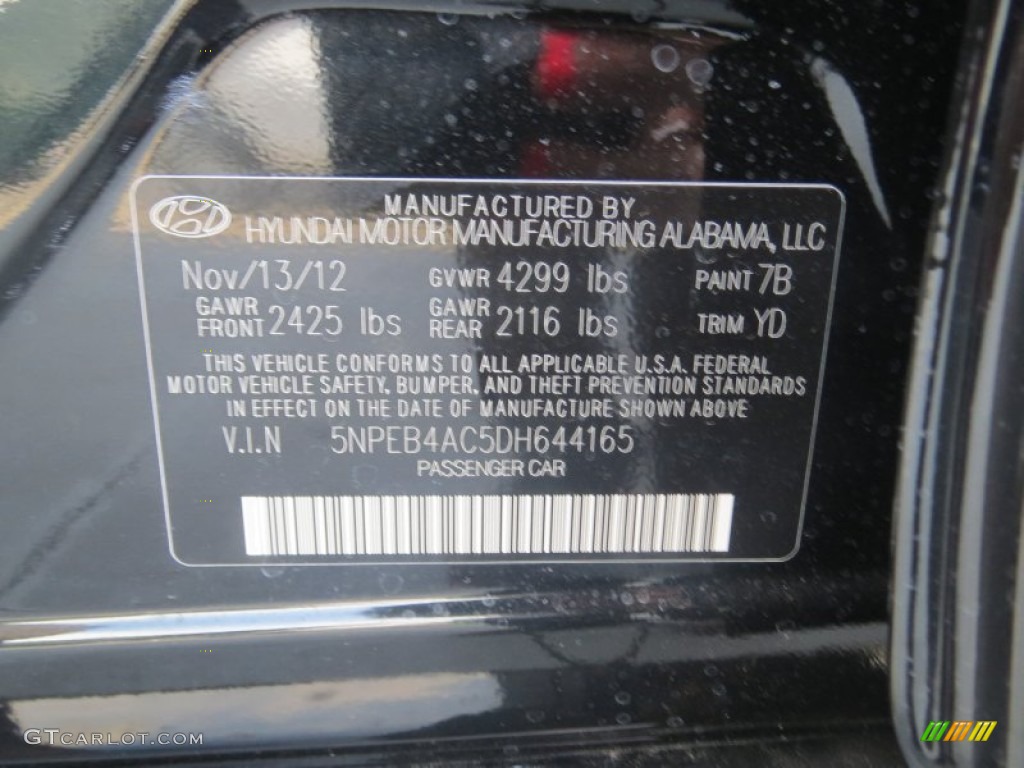 MANUFACTURED BY
HYUNDAI MOTOR MANUFACTURING ALABAMA, LLC
Nov/13/12 GVWR 4299 lbs PAINT 7B
GAWR FRONT 2425 lbs GAWR REAR 2116 lbs TRIM YD
THIS VEHICLE CONFORMS TO ALL APPLICABLE U.S.A. FEDERAL
MOTOR VEHICLE SAFETY, BUMPER, AND THEFT PREVENTION STANDARDS
IN EFFECT ON THE DATE OF MANUFACTURE SHOWN ABOVE
V.I.N 5NPEB4AC5DH644165
PASSENGER CAR
GTCARLOT.COM